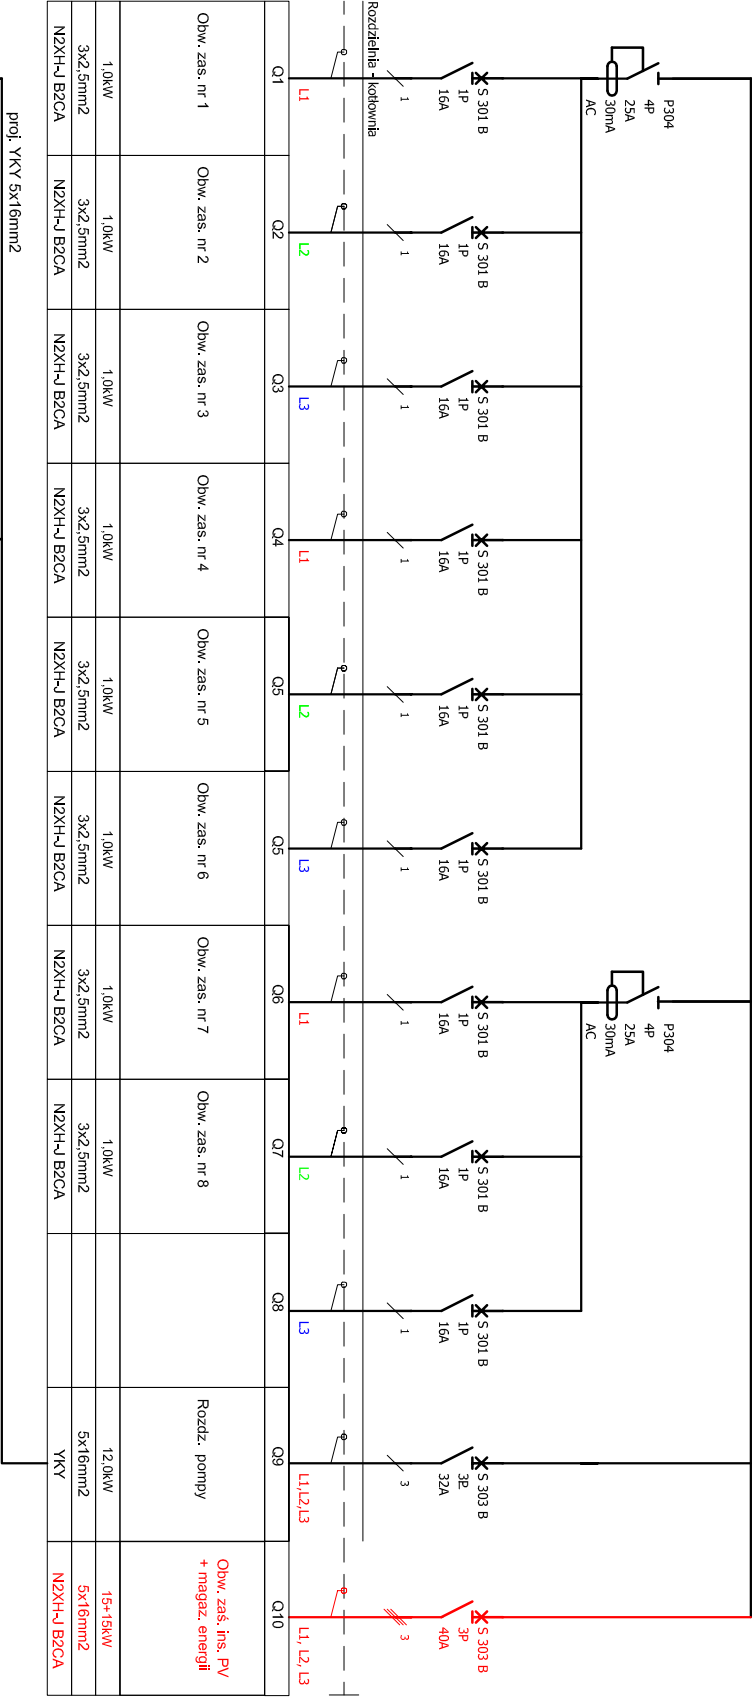 P304
4P
25A
30mA
AC
P304
4P
25A
30mA
AC
S 301 B
1P
16A
1
S 301 B
1P
16A
1
S 301 B
1P
16A
1
S 301 B
1P
16A
1
S 301 B
1P
16A
1
S 301 B
1P
16A
1
S 301 B
1P
16A
1
S 301 B
1P
16A
1
S 301 B
1P
16A
1
S 303 B
3P
32A
3
S 303 B
3P
40A
3
Rozdzielnia - kotłownia
L1
L2
L3
L1
L2
L3
L1
L2
L3
L1,L2,L3
L1, L2, L3
Q1
Q2
Q3
Q4
Q5
Q5
Q6
Q7
Q8
Q9
Q10
Obw. zas. nr 1
Obw. zas. nr 2
Obw. zas. nr 3
Obw. zas. nr 4
Obw. zas. nr 5
Obw. zas. nr 6
Obw. zas. nr 7
Obw. zas. nr 8
Rozdz. pompy
Obw. zaś. ins. PV
+ magaz. energii
1,0kW
1,0kW
1,0kW
1,0kW
1,0kW
1,0kW
1,0kW
1,0kW
12,0kW
15+15kW
3x2,5mm2
3x2,5mm2
3x2,5mm2
3x2,5mm2
3x2,5mm2
3x2,5mm2
3x2,5mm2
3x2,5mm2
5x16mm2
5x16mm2
N2XH-J B2CA
N2XH-J B2CA
N2XH-J B2CA
N2XH-J B2CA
N2XH-J B2CA
N2XH-J B2CA
N2XH-J B2CA
N2XH-J B2CA
YKY
N2XH-J B2CA
proj. YKY 5x16mm2